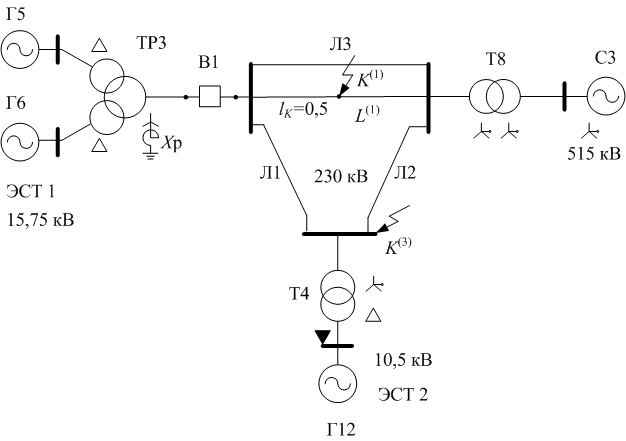 Г5
ТР3
В1
Л3
Т8
С3
K(1)
Г6
lK=0,5
L(1)
Xр
515 кВ
ЭСТ 1
Л1
230 кВ
Л2
15,75 кВ
K(3)
Т4
10,5 кВ
ЭСТ 2
Г12